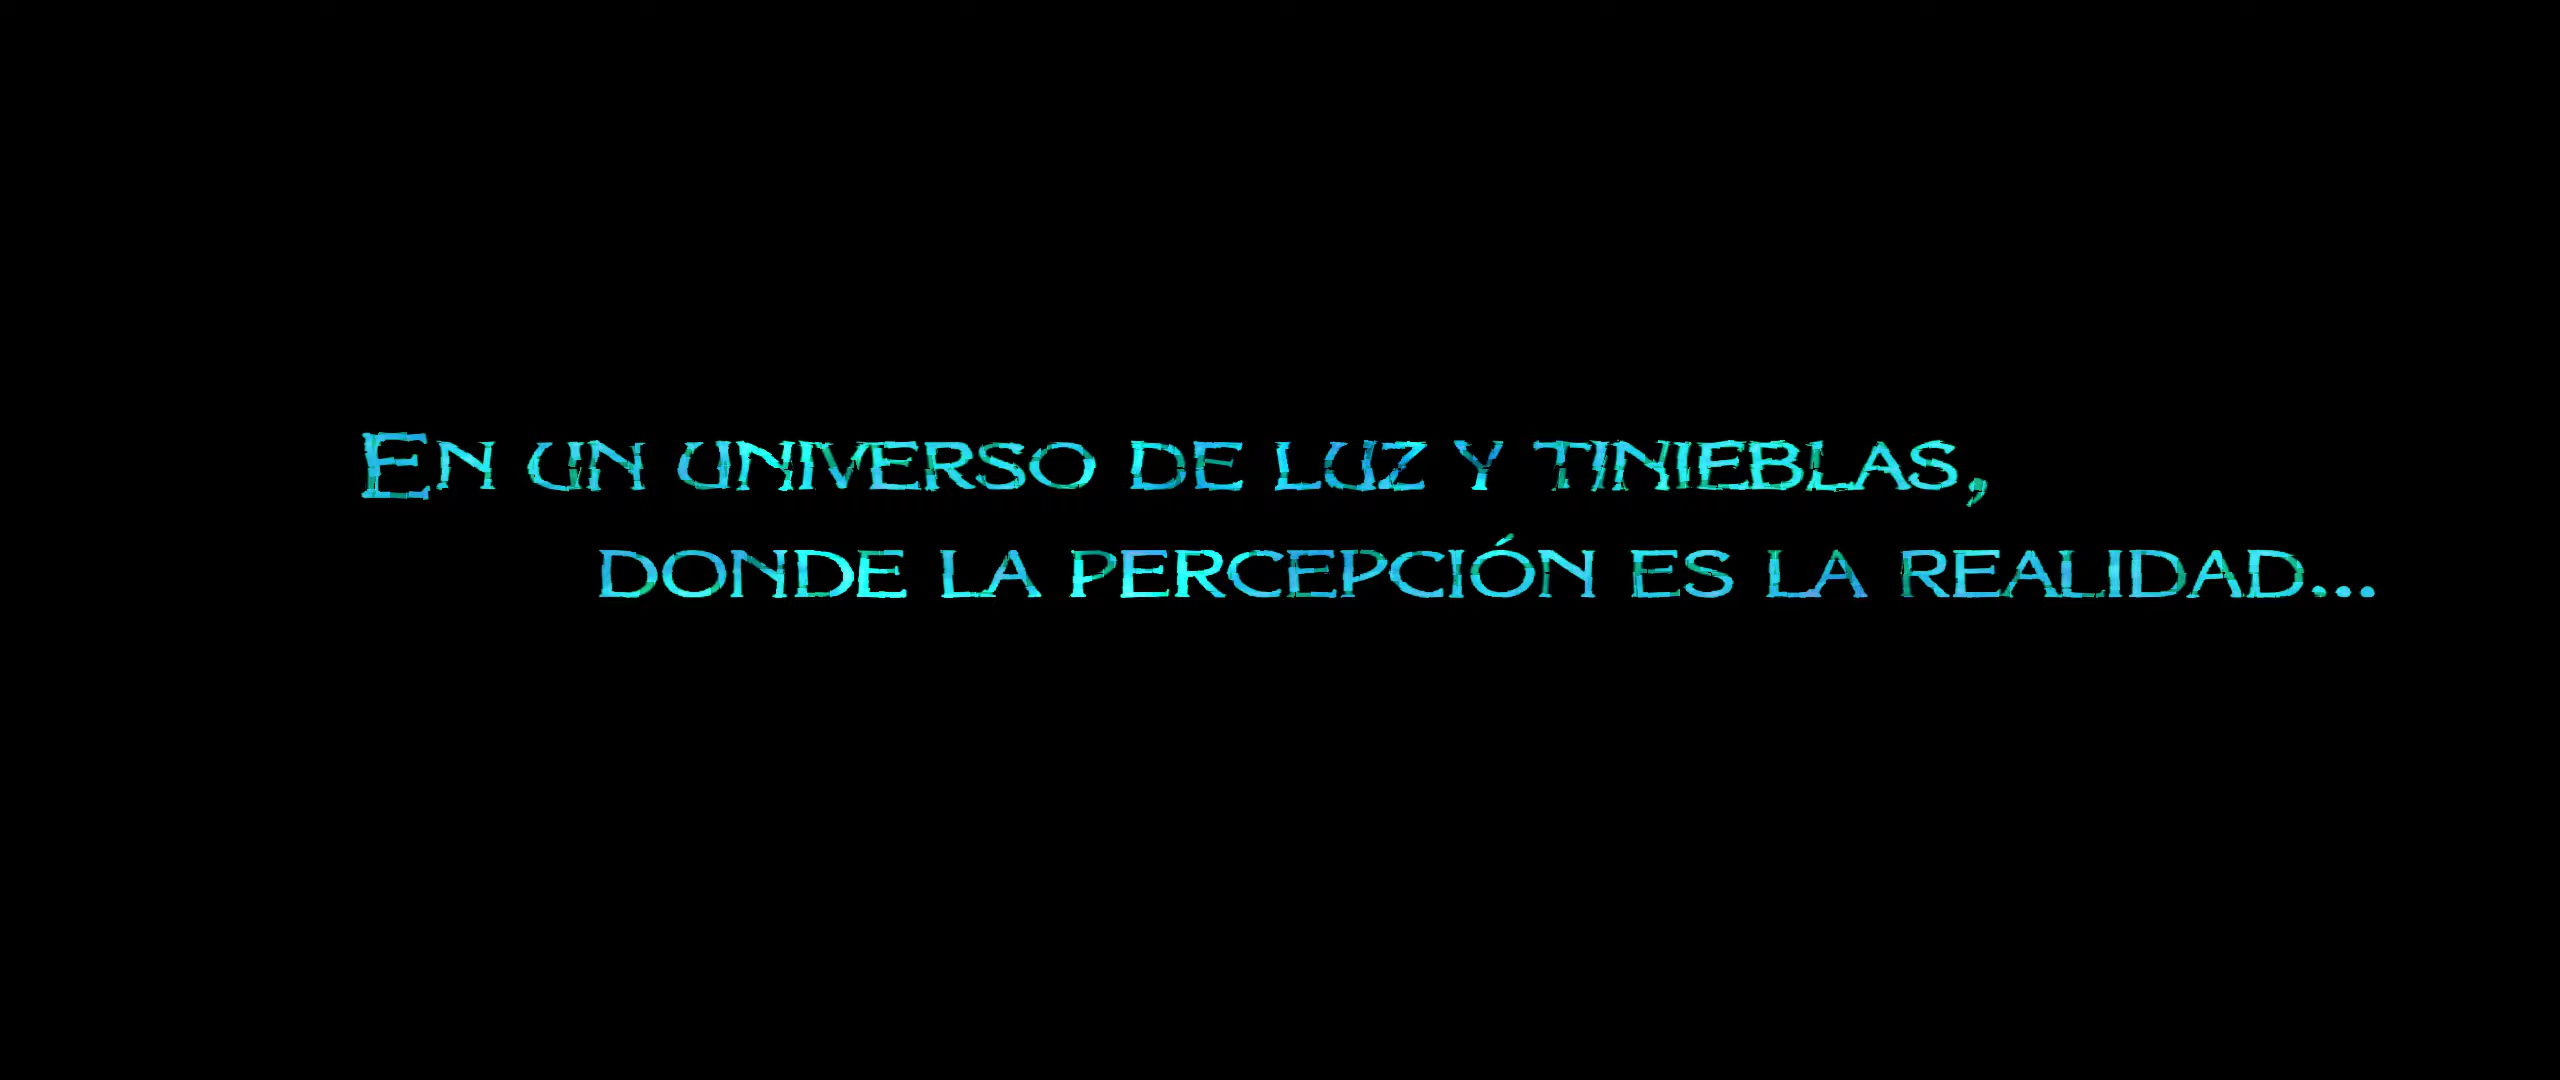 En un universo de luz y tinieblas,
donde la percepción es la realidad...